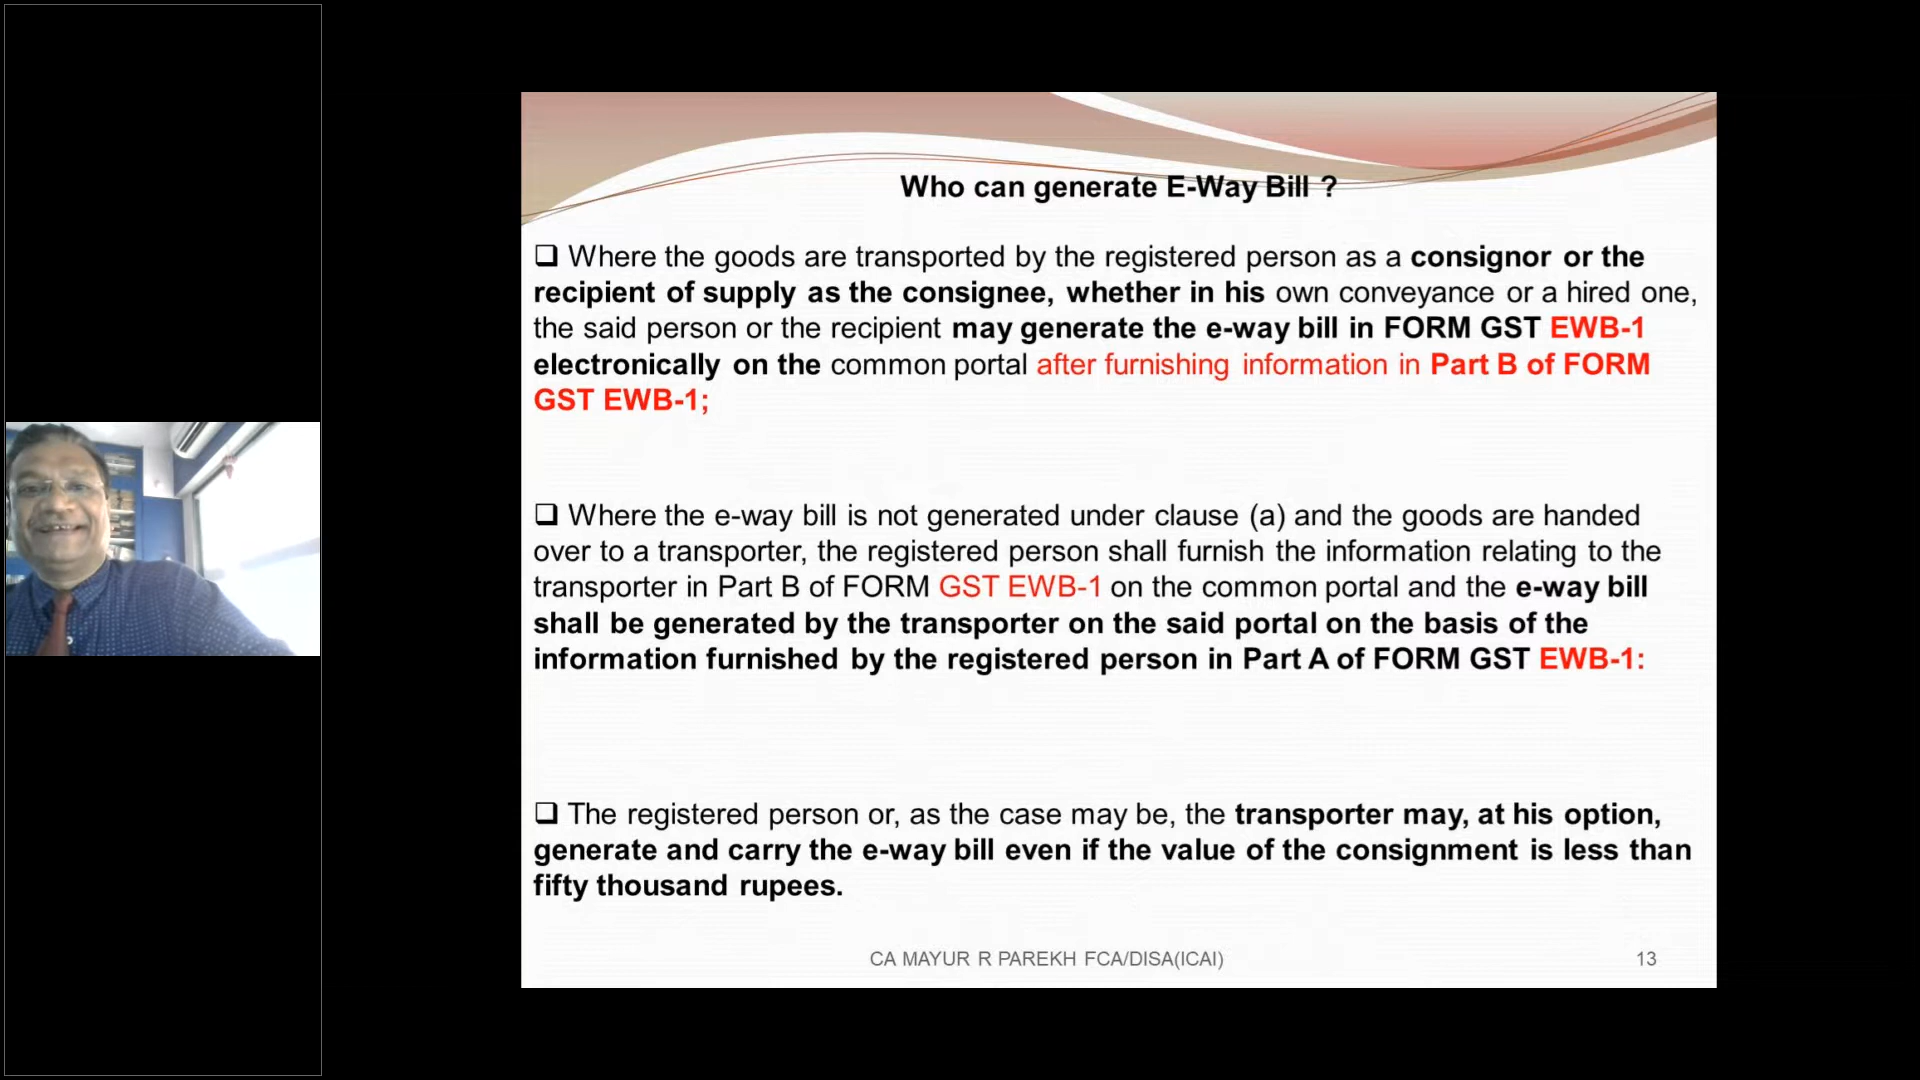 Who can generate E-Way Bill ?
❑ Where the goods are transported by the registered person as a consignor or the
recipient of supply as the consignee, whether in his own conveyance or a hired one,
the said person or the recipient may generate the e-way bill in FORM GST EWB-1
electronically on the common portal after furnishing information in Part B of FORM
GST EWB-1;
❑ Where the e-way bill is not generated under clause (a) and the goods are handed
over to a transporter, the registered person shall furnish the information relating to the
transporter in Part B of FORM GST EWB-1 on the common portal and the e-way bill
shall be generated by the transporter on the said portal on the basis of the
information furnished by the registered person in Part A of FORM GST EWB-1:
❑ The registered person or, as the case may be, the transporter may, at his option,
generate and carry the e-way bill even if the value of the consignment is less than
fifty thousand rupees.
CA MAYUR R PAREKH FCA/DISA(ICAI)
13